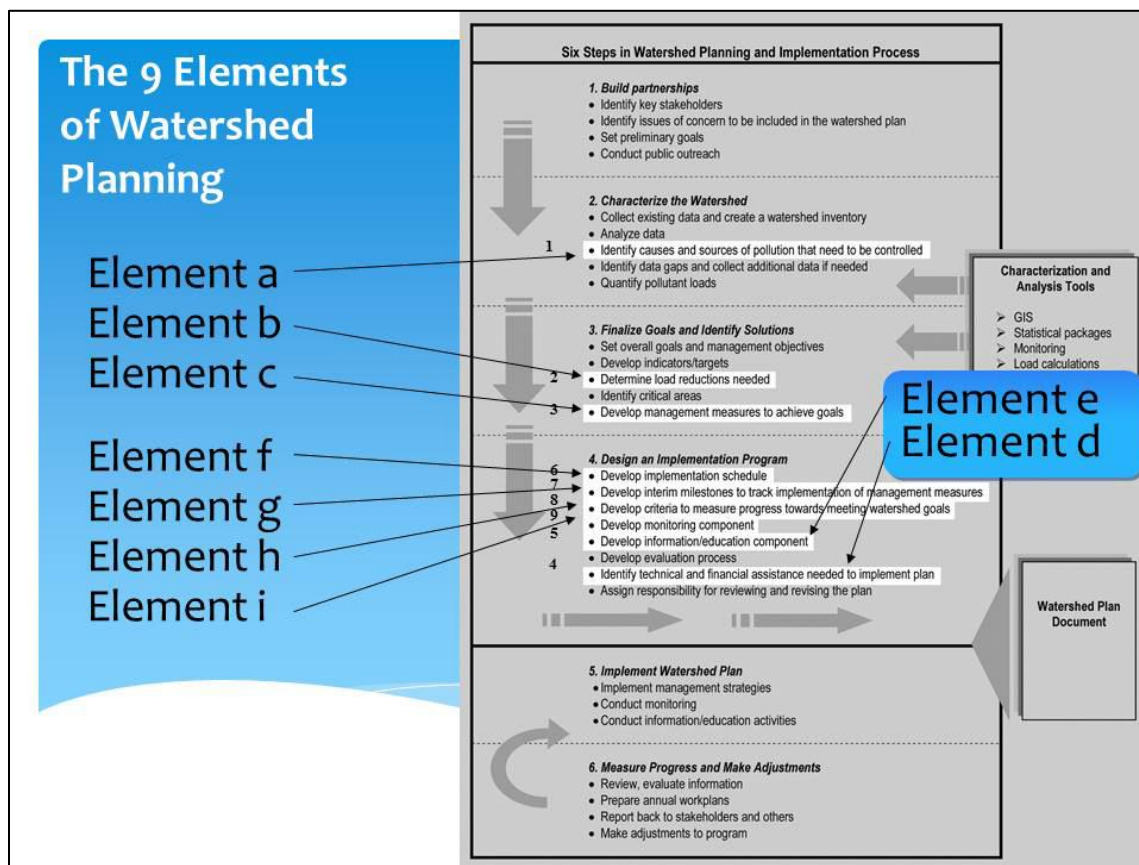 The 9 Elements
of Watershed
Planning
Element a
Element b
Element c
Element f
Element g
Element h
Element i
Six Steps in Watershed Planning and Implementation Process
1. Build partnerships
• Identify key stakeholders
• Identify issues of concern to be included in the watershed plan
• Set preliminary goals
• Conduct public outreach
2. Characterize the Watershed
• Collect existing data and create a watershed inventory
• Analyze data
1 • Identify causes and sources of pollution that need to be controlled
• Identify data gaps and collect additional data if needed
• Quantify pollutant loads
3. Finalize Goals and Identify Solutions
• Set overall goals and management objectives
• Develop indicators/targets
2 • Determine load reductions needed
• Identify critical areas
3 • Develop management measures to achieve goals
4. Design an Implementation Program
6 • Develop implementation schedule
7 • Develop interim milestones to track implementation of management measures
8 • Develop criteria to measure progress towards meeting watershed goals
9 • Develop monitoring component
5 • Develop information/education component
• Develop evaluation process
4 • Identify technical and financial assistance needed to implement plan
• Assign responsibility for reviewing and revising the plan
5. Implement Watershed Plan
• Implement management strategies
• Conduct monitoring
• Conduct information/education activities
6. Measure Progress and Make Adjustments
• Review, evaluate information
• Prepare annual workplans
• Report back to stakeholders and others
• Make adjustments to program
Characterization and
Analysis Tools
➢ GIS
➢ Statistical packages
➢ Monitoring
➢ Load calculations
Element e
Element d
Watershed Plan
Document